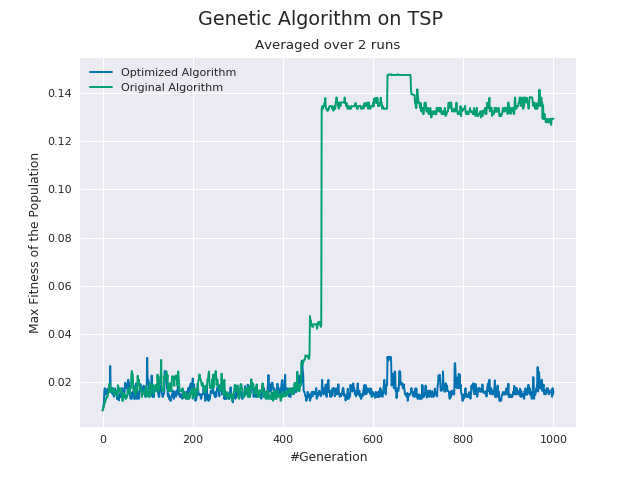 Genetic Algorithm on TSP
Averaged over 2 runs
Optimized Algorithm
Original Algorithm
Max Fitness of the Population
0.14
0.12
0.10
0.08
0.06
0.04
0.02
0 200 400 600 800 1000
#Generation